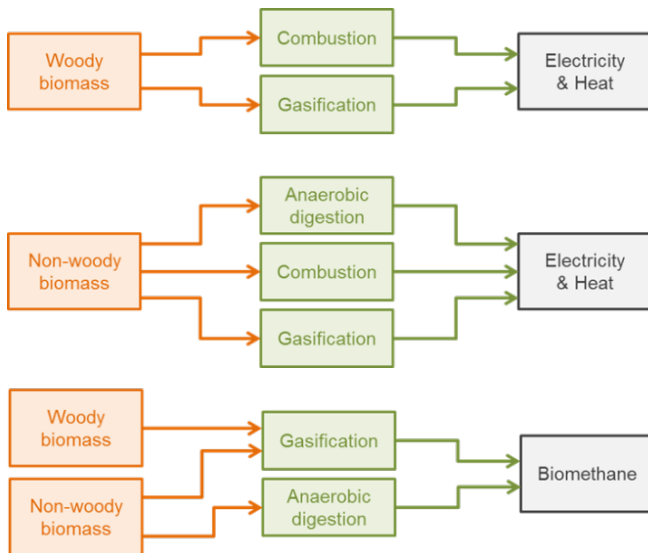 Woody
biomass
Combustion
Gasification
Electricity
& Heat
Non-woody
biomass
Anaerobic
digestion
Combustion
Gasification
Electricity
& Heat
Woody
biomass
Non-woody
biomass
Gasification
Anaerobic
digestion
Biomethane